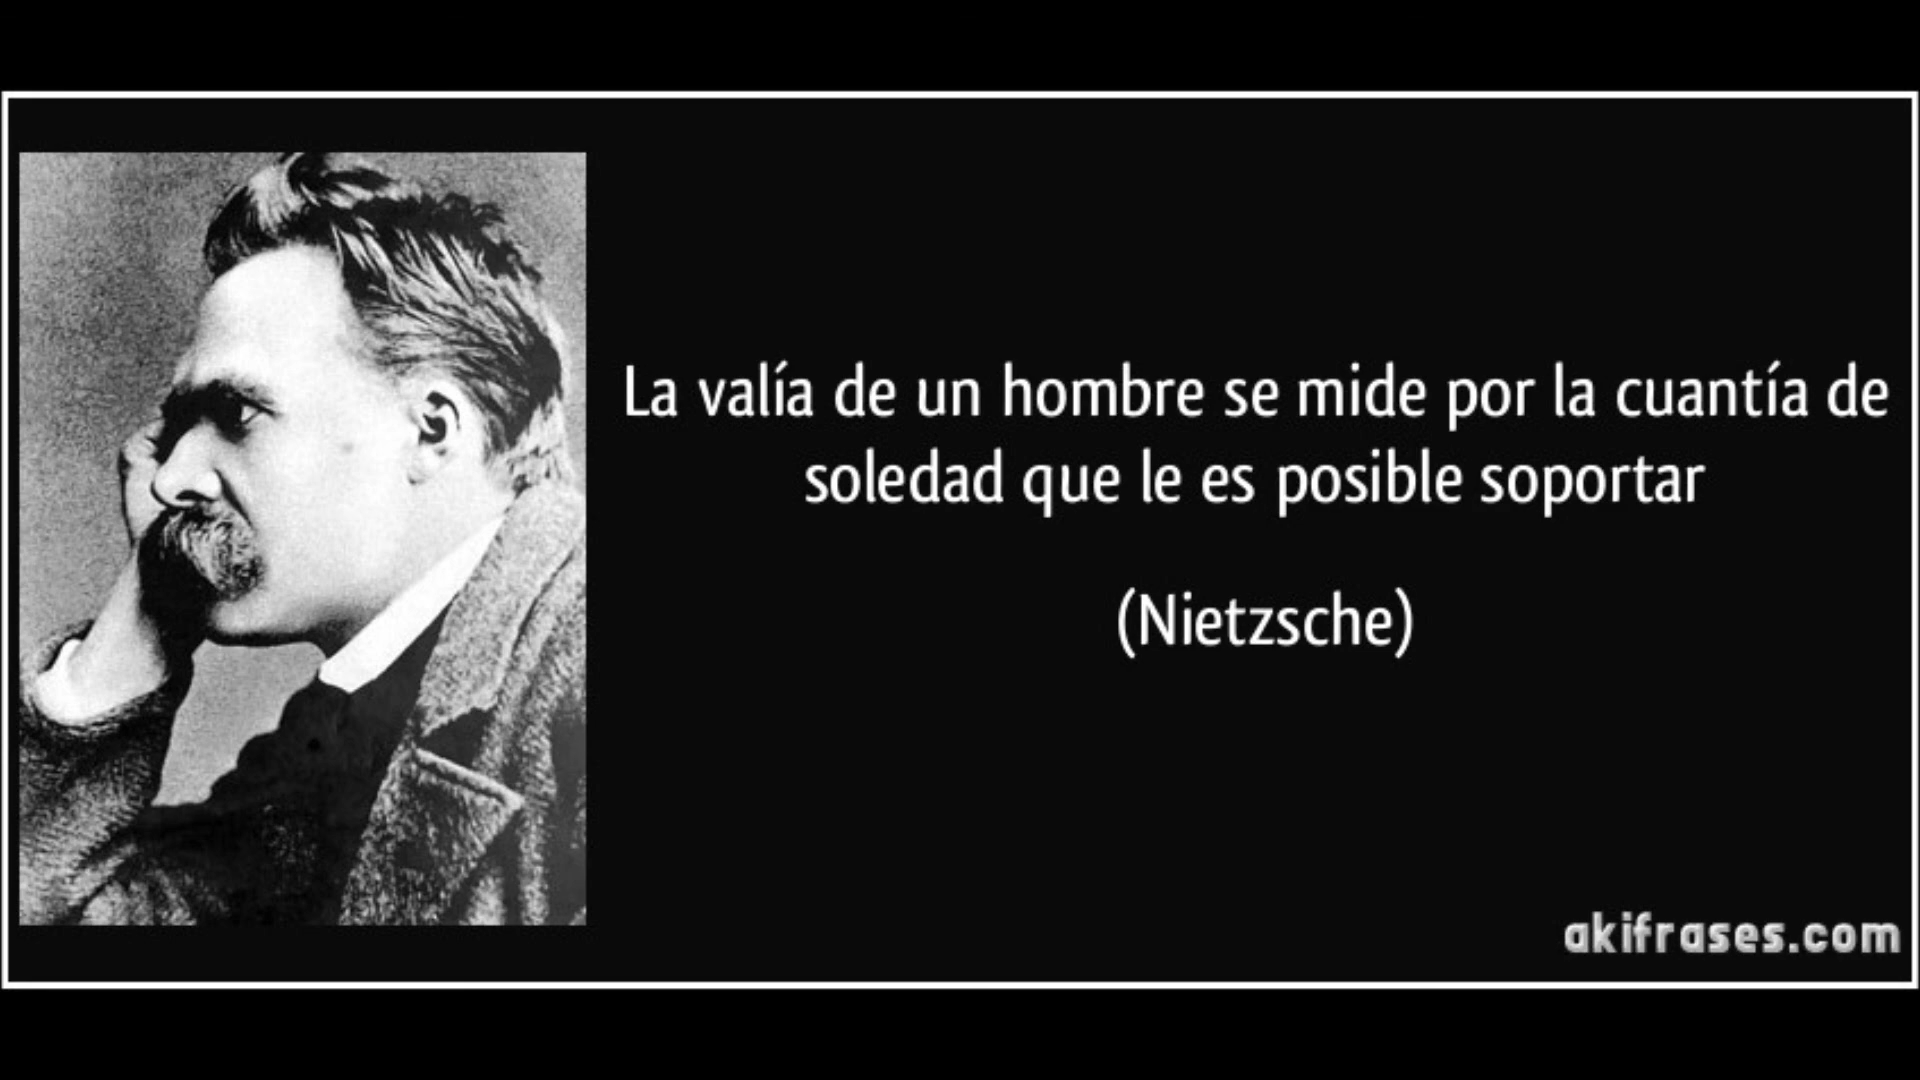 La valía de un hombre se mide por la cuantía de
soledad que le es posible soportar
(Nietzsche)
akifrases.com